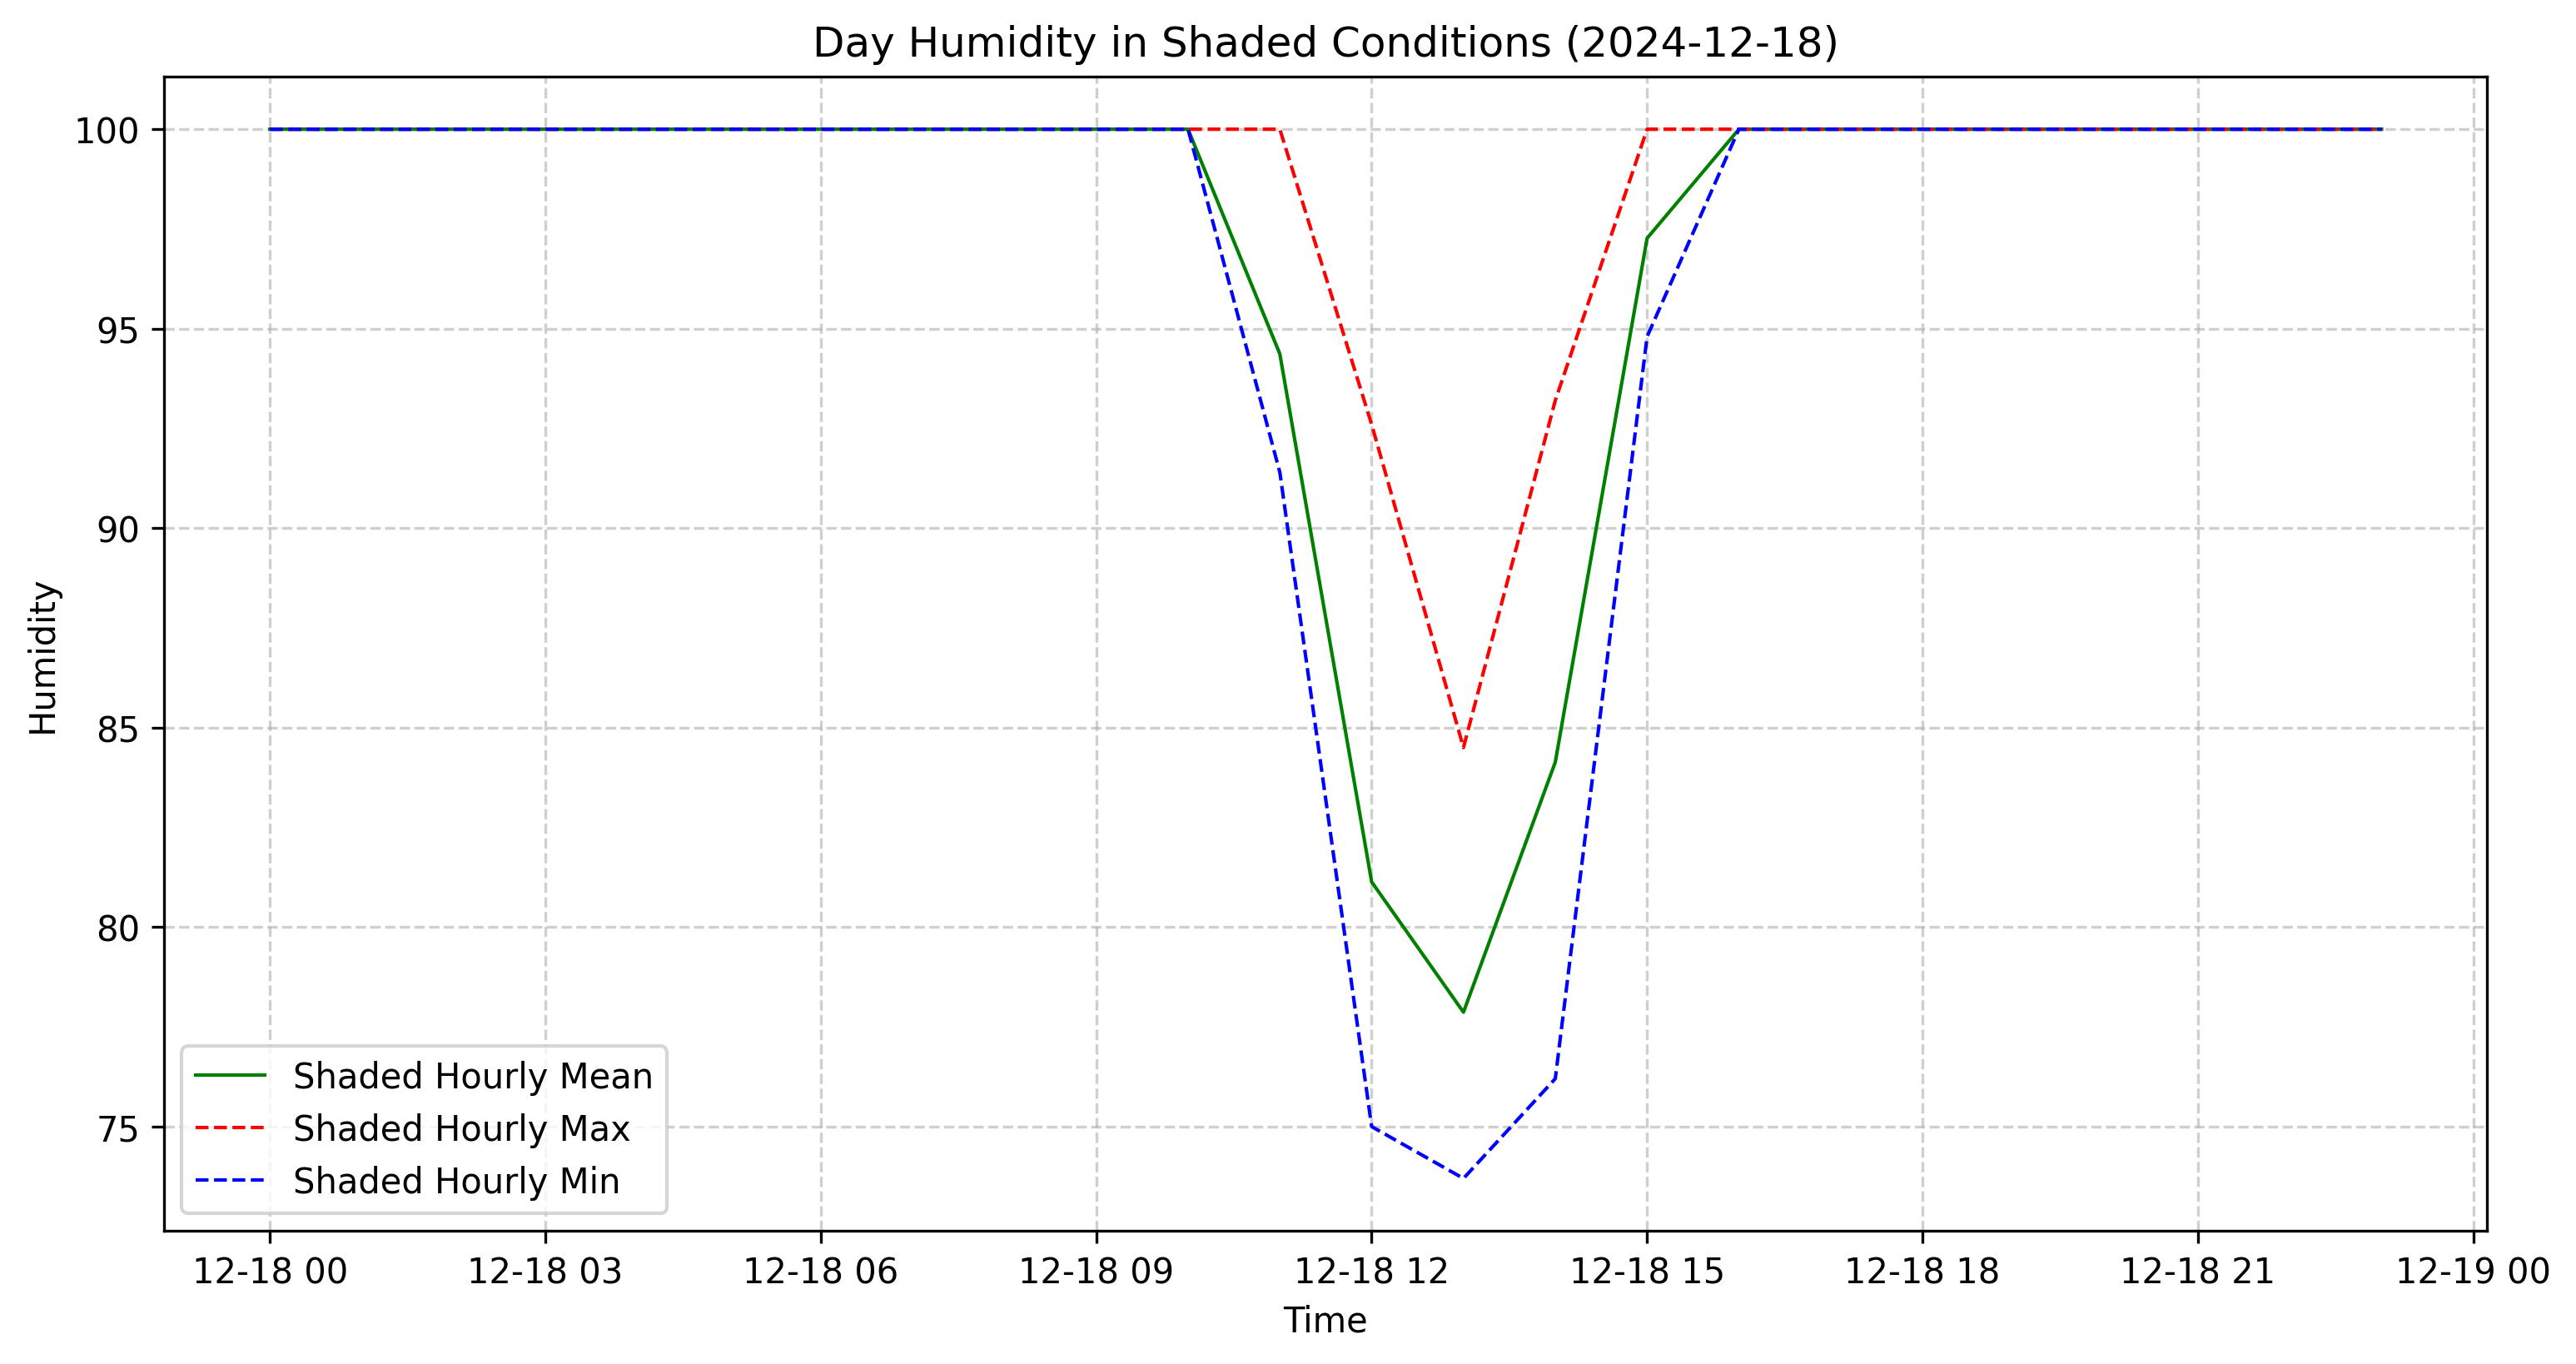 Day Humidity in Shaded Conditions (2024-12-18)
100
95
90
85
80
75
Humidity
Shaded Hourly Mean
Shaded Hourly Max
Shaded Hourly Min
12-18 00 12-18 03 12-18 06 12-18 09 12-18 12 12-18 15 12-18 18 12-18 21 12-19 00
Time